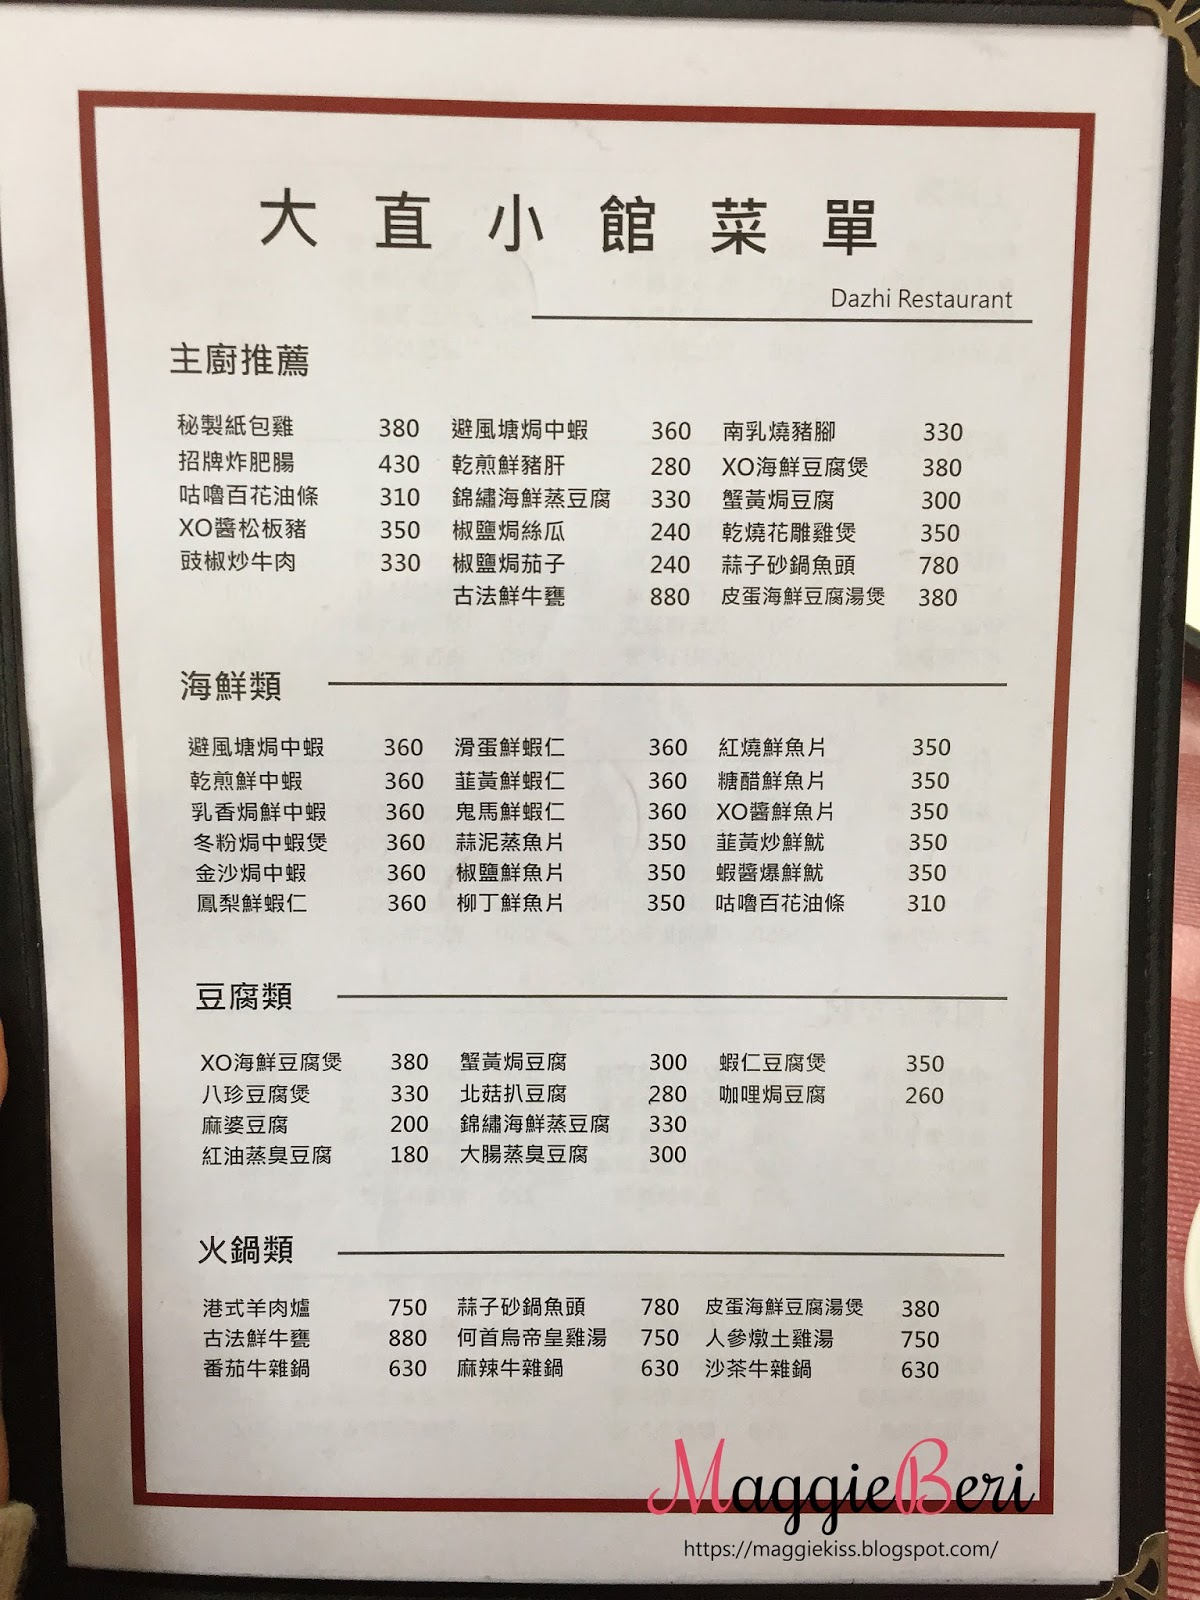 大直小館菜單
Dazhi Restaurant
主廚推薦
秘製紙包雞 380 避風塘焗中蝦 360 南乳燒豬腳 330
招牌炸肥腸 430 乾煎鮮豬肝 280 XO海鮮豆腐煲 380
咕嚕百花油條 310 錦繡海鮮蒸豆腐 330 蟹黃焗豆腐 300
XO醬松板豬 350 椒鹽焗絲瓜 240 乾燒花雕雞煲 350
豉椒炒牛肉 330 椒鹽焗茄子 240 蒜子砂鍋魚頭 780
古法鮮牛甕 880 皮蛋海鮮豆腐湯煲 380
海鮮類
避風塘焗中蝦 360 滑蛋鮮蝦仁 360 紅燒鮮魚片 350
乾煎鮮中蝦 360 韮黃鮮蝦仁 360 糖醋鮮魚片 350
乳香焗鮮中蝦 360 鬼馬鮮蝦仁 360 XO醬鮮魚片 350
冬粉焗中蝦煲 360 蒜泥蒸魚片 350 韮黃炒鮮魷 350
金沙焗中蝦 360 椒鹽鮮魚片 350 蝦醬爆鮮魷 350
鳳梨鮮蝦仁 360 柳丁鮮魚片 350 咕嚕百花油條 310
豆腐類
XO海鮮豆腐煲 380 蟹黃焗豆腐 300 蝦仁豆腐煲 350
八珍豆腐煲 330 北菇扒豆腐 280 咖哩焗豆腐 260
麻婆豆腐 200 錦繡海鮮蒸豆腐 330
紅油蒸臭豆腐 180 大腸蒸臭豆腐 300
火鍋類
港式羊肉爐 750 蒜子砂鍋魚頭 780 皮蛋海鮮豆腐湯煲 380
古法鮮牛甕 880 何首烏帝皇雞湯 750 人參燉土雞湯 750
番茄牛雜鍋 630 麻辣牛雜鍋 630 沙茶牛雜鍋 630
MaggieBeri
https://maggiekiss.blogspot.com/